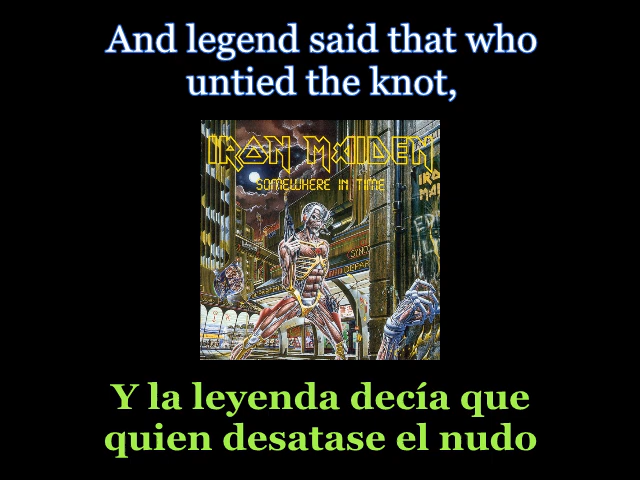 And legend said that who
untied the knot,
IRON MAIDEN
SOMEWHERE IN TIME
Y la leyenda decía que
quien desatase el nudo